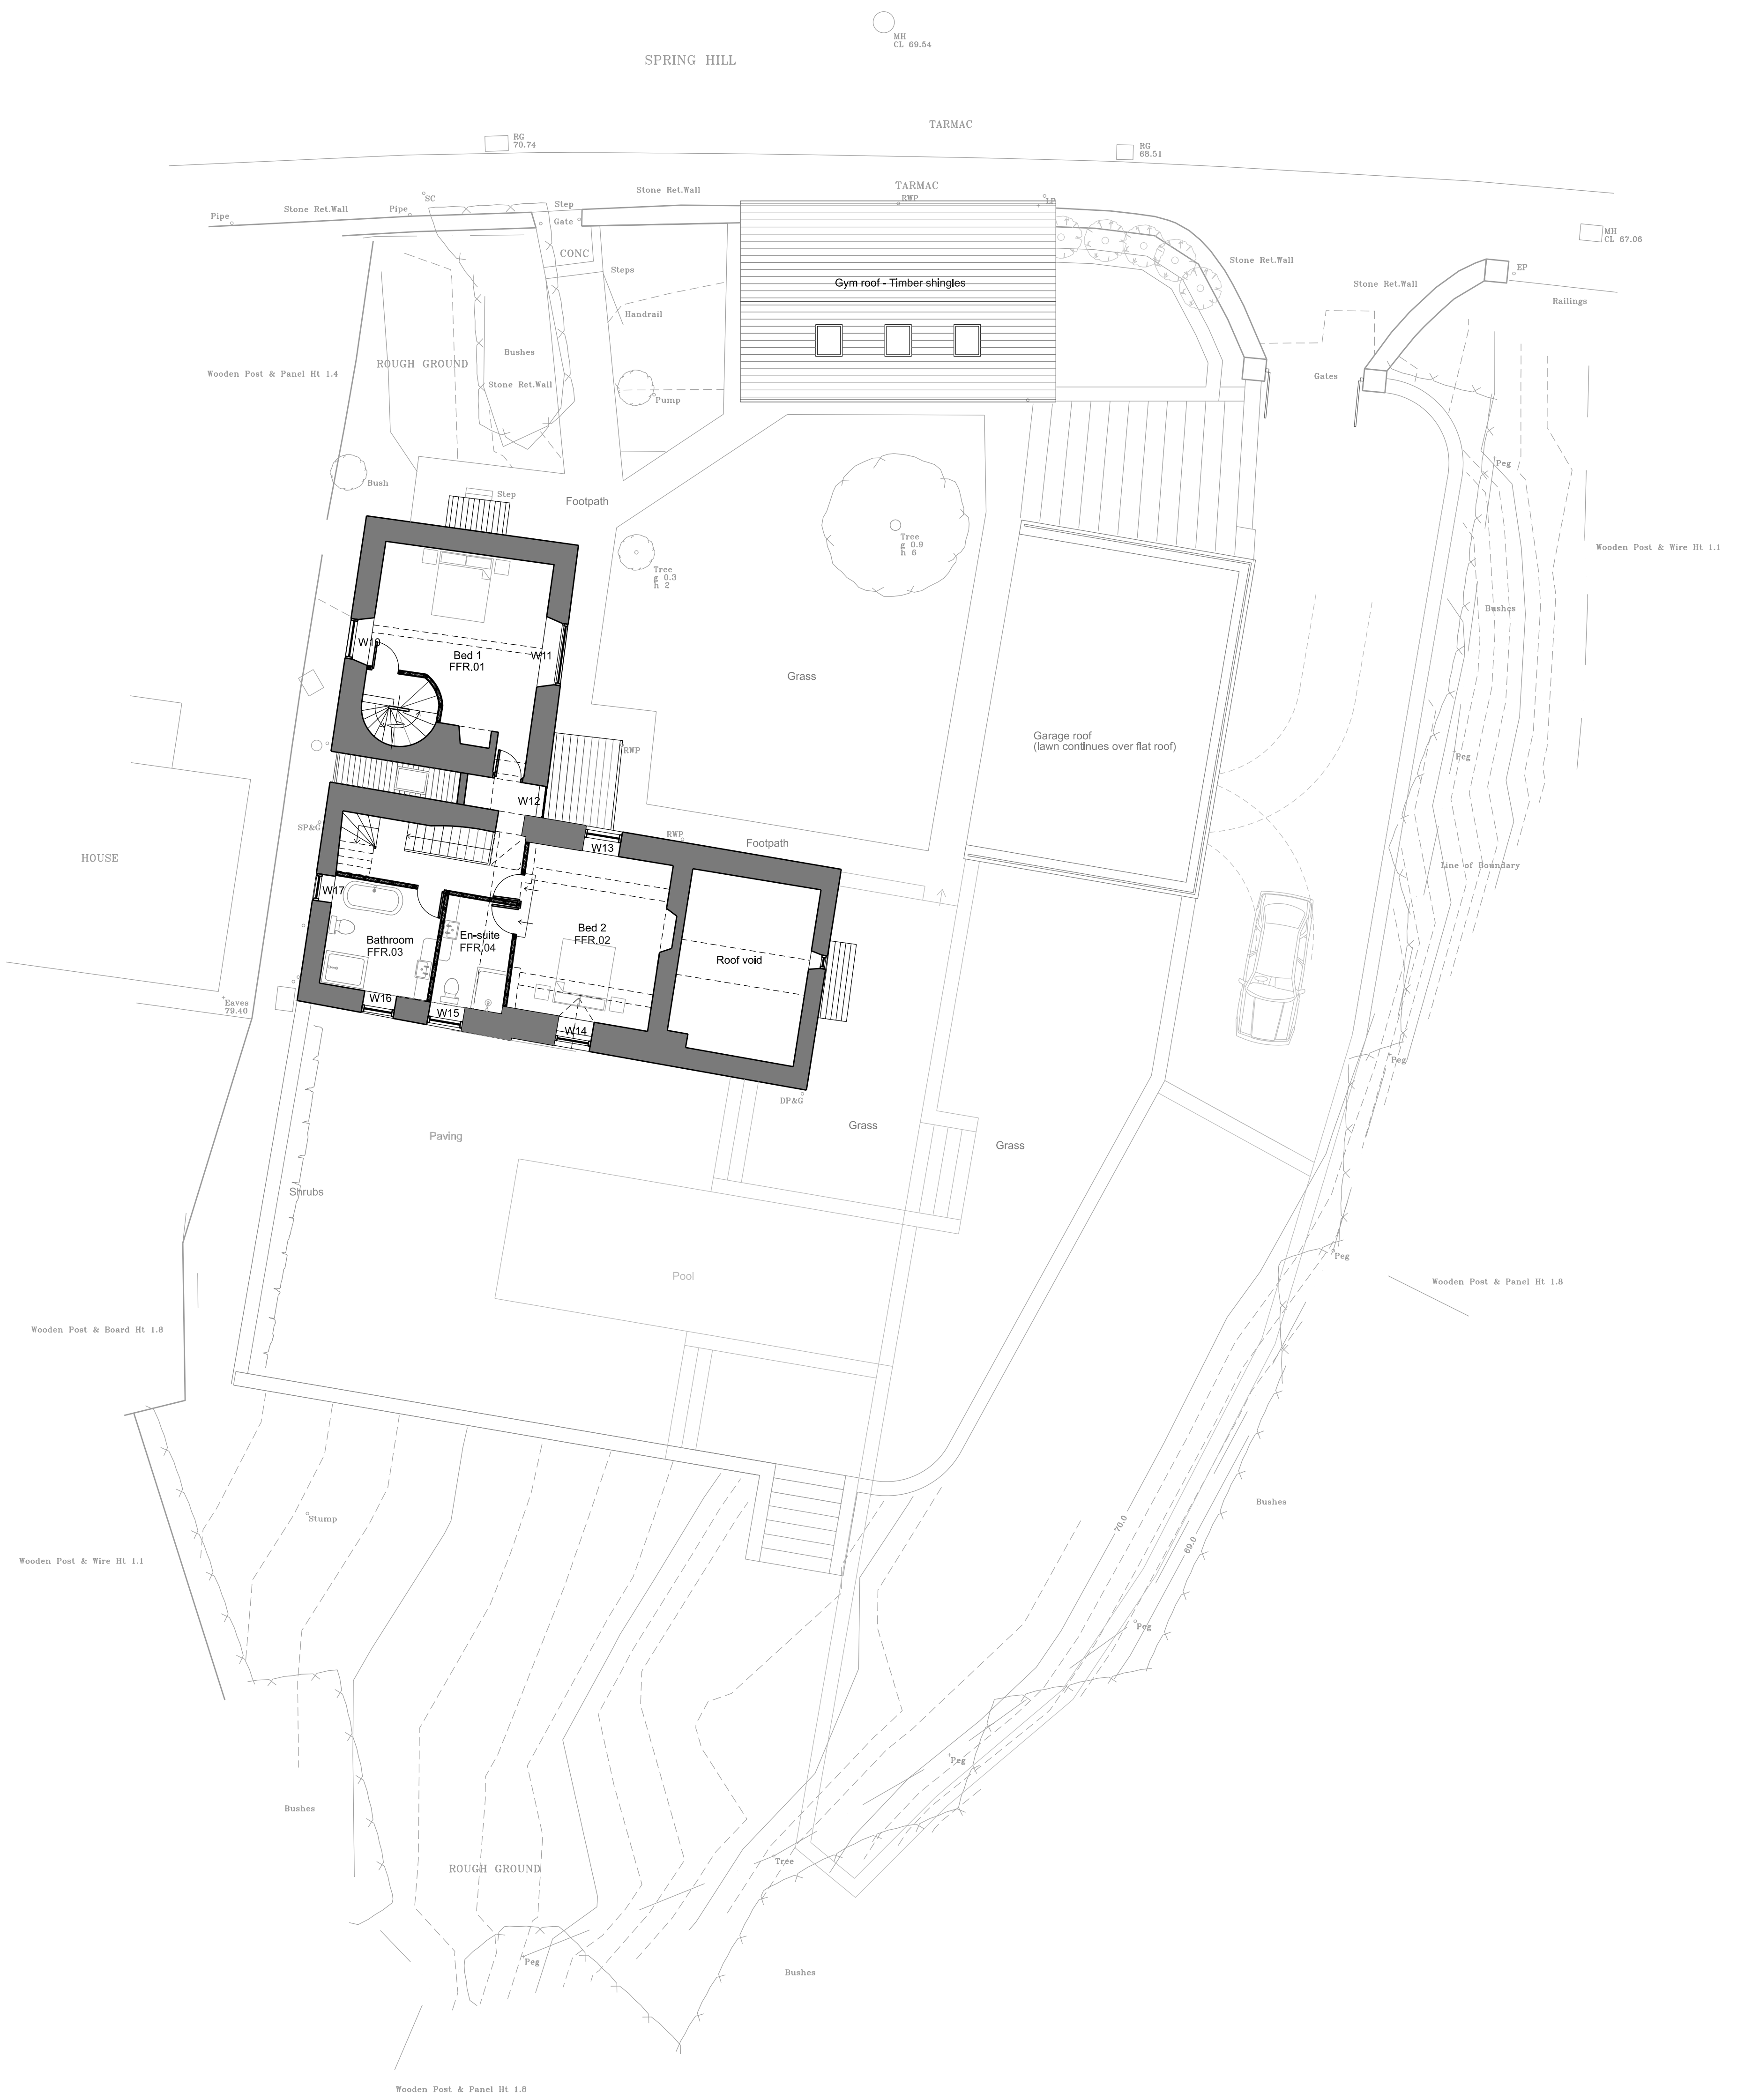 MH
CL 69.54
SPRING HILL
TARMAC
RG
70.74
RG
68.51
TARMAC
Stone Ret.Wall
SC
RWP
LP
Step
Pipe
Stone Ret.Wall
Pipe
Gate
MH
CL 67.06
CONC
Stone Ret.Wall
EP
Steps
Gym roof - Timber shingles
Stone Ret.Wall
Railings
Handrail
Bushes
ROUGH GROUND
Wooden Post & Panel Ht 1.4
Gates
Stone Ret.Wall
Pump
Peg
Bush
Step
Footpath
Tree
g 0.9
h 6
Wooden Post & Wire Ht 1.1
Tree
g 0.3
h 2
Bushes
W10
Bed 1
FFR.01
W11
Grass
Garage roof
(lawn continues over flat roof)
RWP
Peg
W12
SP&G
RWP
Footpath
W13
HOUSE
Line of Boundary
W17
Bed 2
FFR.02
Bathroom
FFR.03
En-suite
FFR.04
Roof void
W16
Eaves
79.40
W15
W14
Peg
DP&G
Grass
Paving
Grass
Shrubs
Peg
Pool
Wooden Post & Panel Ht 1.8
Wooden Post & Board Ht 1.8
Bushes
Stump
70.0
69.0
Wooden Post & Wire Ht 1.1
Peg
Peg
Bushes
Tree
ROUGH GROUND
Peg
Bushes
Wooden Post & Panel Ht 1.8